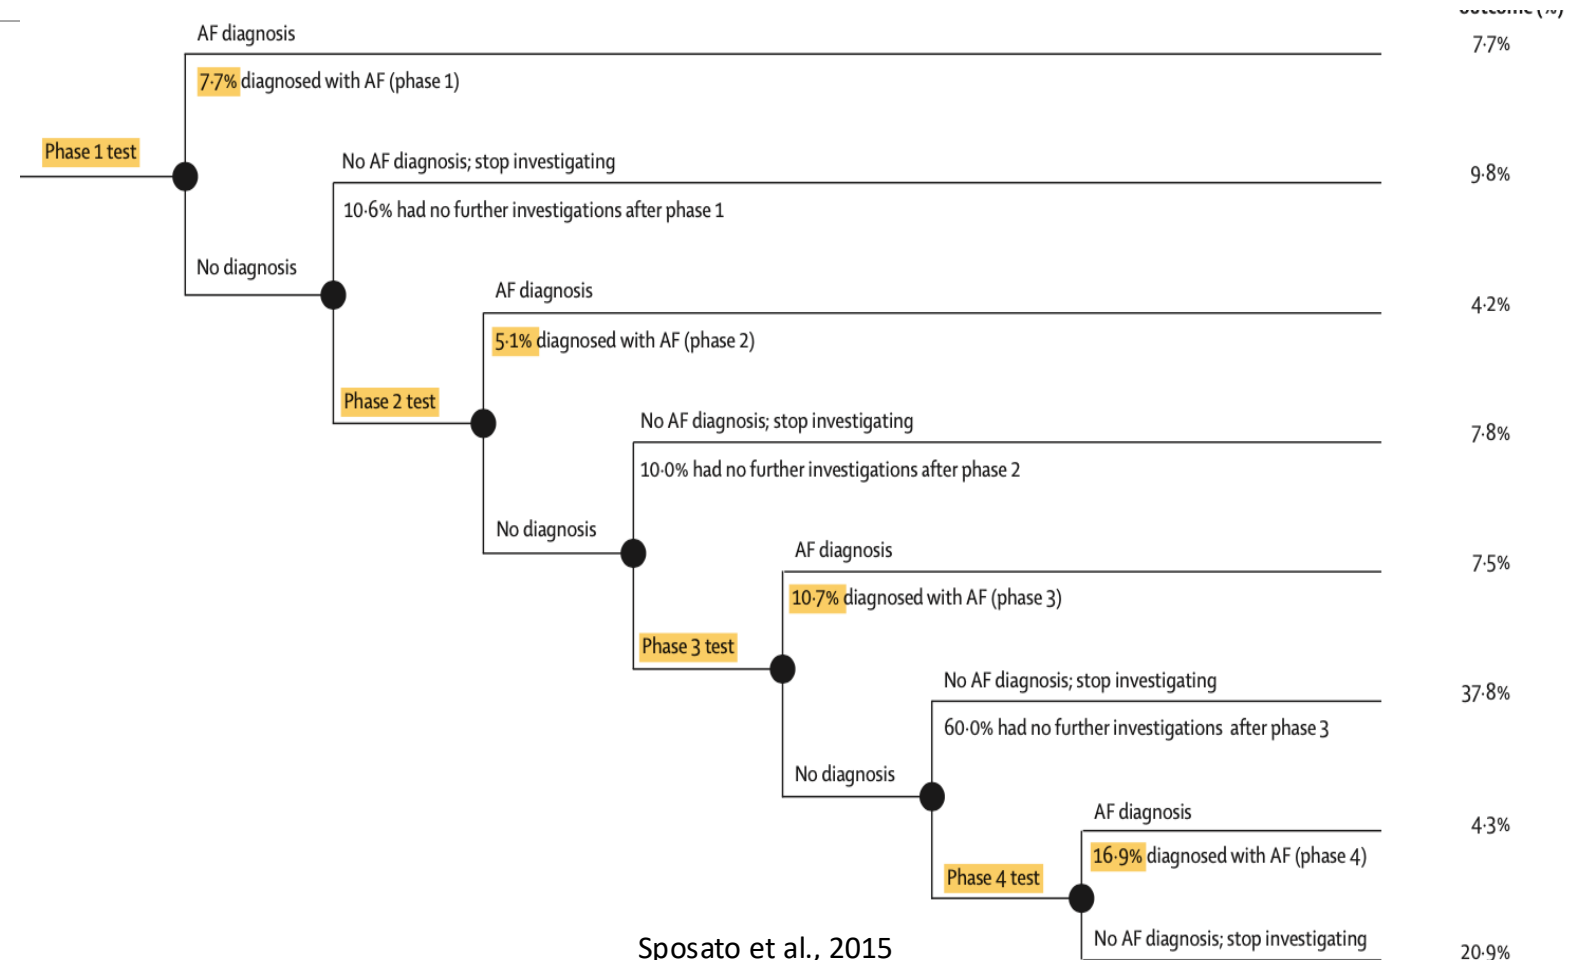 outcome (%)
AF diagnosis
7·7%
7·7% diagnosed with AF (phase 1)
Phase 1 test
No AF diagnosis; stop investigating
9·8%
10·6% had no further investigations after phase 1
No diagnosis
AF diagnosis
4·2%
5·1% diagnosed with AF (phase 2)
Phase 2 test
No AF diagnosis; stop investigating
7·8%
10·0% had no further investigations after phase 2
No diagnosis
AF diagnosis
7·5%
10·7% diagnosed with AF (phase 3)
Phase 3 test
No AF diagnosis; stop investigating
37·8%
60·0% had no further investigations after phase 3
No diagnosis
AF diagnosis
4·3%
16·9% diagnosed with AF (phase 4)
Phase 4 test
No AF diagnosis; stop investigating
20·9%
Sposato et al., 2015